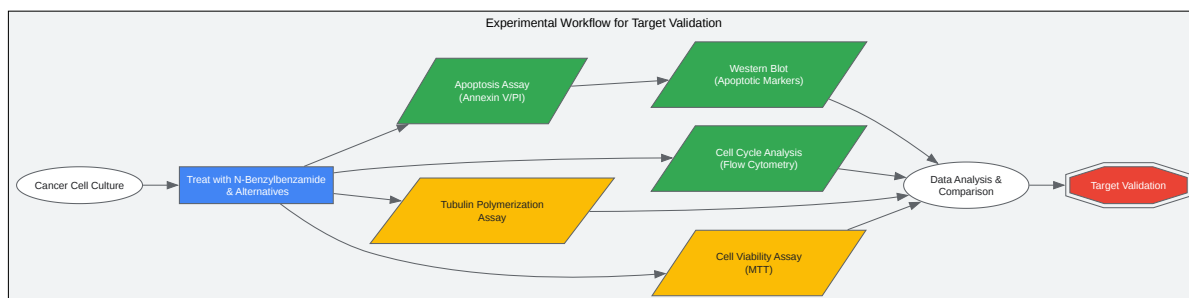 Experimental Workflow for Target Validation
Apoptosis Assay
(Annexin V/PI)
Western Blot
(Apoptotic Markers)
Cancer Cell Culture
Treat with N-Benzylbenzamide
& Alternatives
Cell Cycle Analysis
(Flow Cytometry)
Tubulin Polymerization
Assay
Cell Viability Assay
(MTT)
Data Analysis &
Comparison
Target Validation